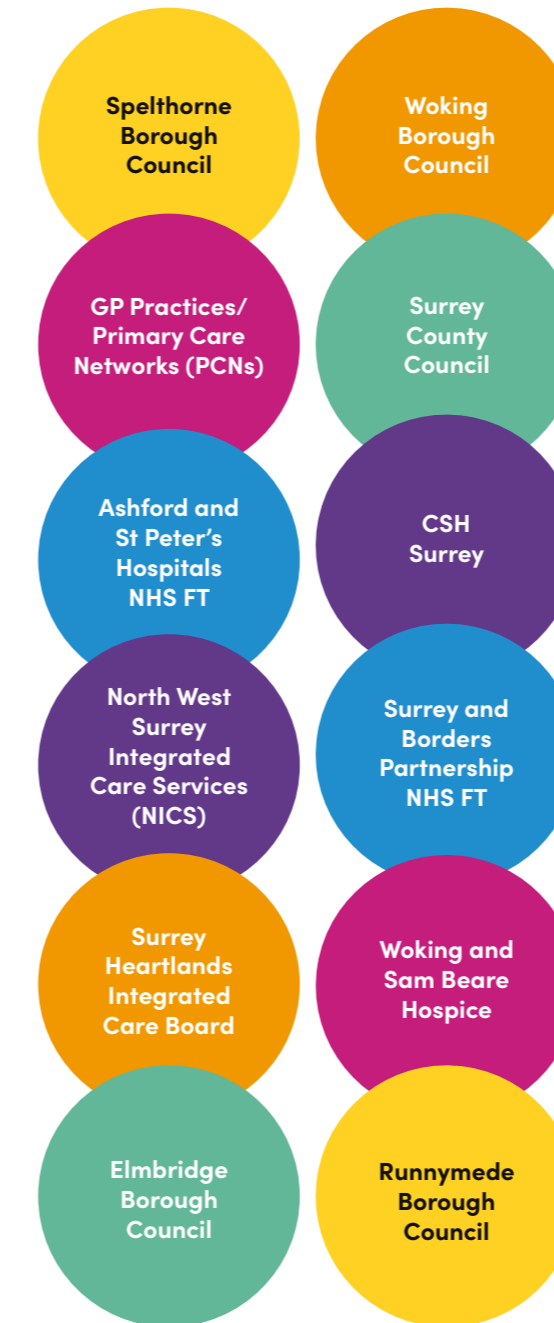 Spelthorne
Borough
Council
Woking
Borough
Council
GP Practices/
Primary Care
Networks (PCNs)
Surrey
County
Council
Ashford and
St Peter’s
Hospitals
NHS FT
CSH
Surrey
North West
Surrey
Integrated
Care Services
(NICS)
Surrey and
Borders
Partnership
NHS FT
Surrey
Heartlands
Integrated
Care Board
Woking and
Sam Beare
Hospice
Elmbridge
Borough
Council
Runnymede
Borough
Council